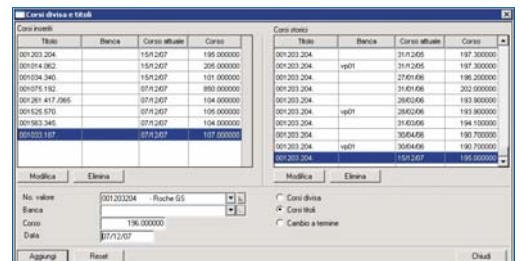 Corsi divisa e titoli
Corsi inseriti
Titolo Banca Corso attuale Corso
001.203.204. 15/12/07 195.000000
001.014.062. 15/12/07 205.000000
001.034.340. 15/12/07 101.000000
001.075.192. 07/12/07 850.000000
001.261.417./065 07/12/07 104.000000
001.525.570. 07/12/07 105.000000
001.563.345. 07/12/07 104.000000
001.033.187. 07/12/07 107.000000
Modifica Elimina
Corsi storici
Titolo Banca Corso attuale Corso
001.203.204. 31/12/05 197.300000
001.203.204. vp01 31/12/05 197.300000
001.203.204. 27/01/06 196.200000
001.203.204. 31/01/06 202.000000
001.203.204. 28/02/06 193.900000
001.203.204. vp01 28/02/06 193.900000
001.203.204. 31/03/06 194.100000
001.203.204. 30/04/06 190.700000
001.203.204. vp01 30/04/06 190.700000
001.203.204. 15/12/07 195.000000
Modifica Elimina
No. valore 001203204 - Roche GS
Banca
Corso 196.000000
Data 07/12/07
Corsi divisa
Corsi titoli
Cambio a termine
Aggiungi Reset Chiudi